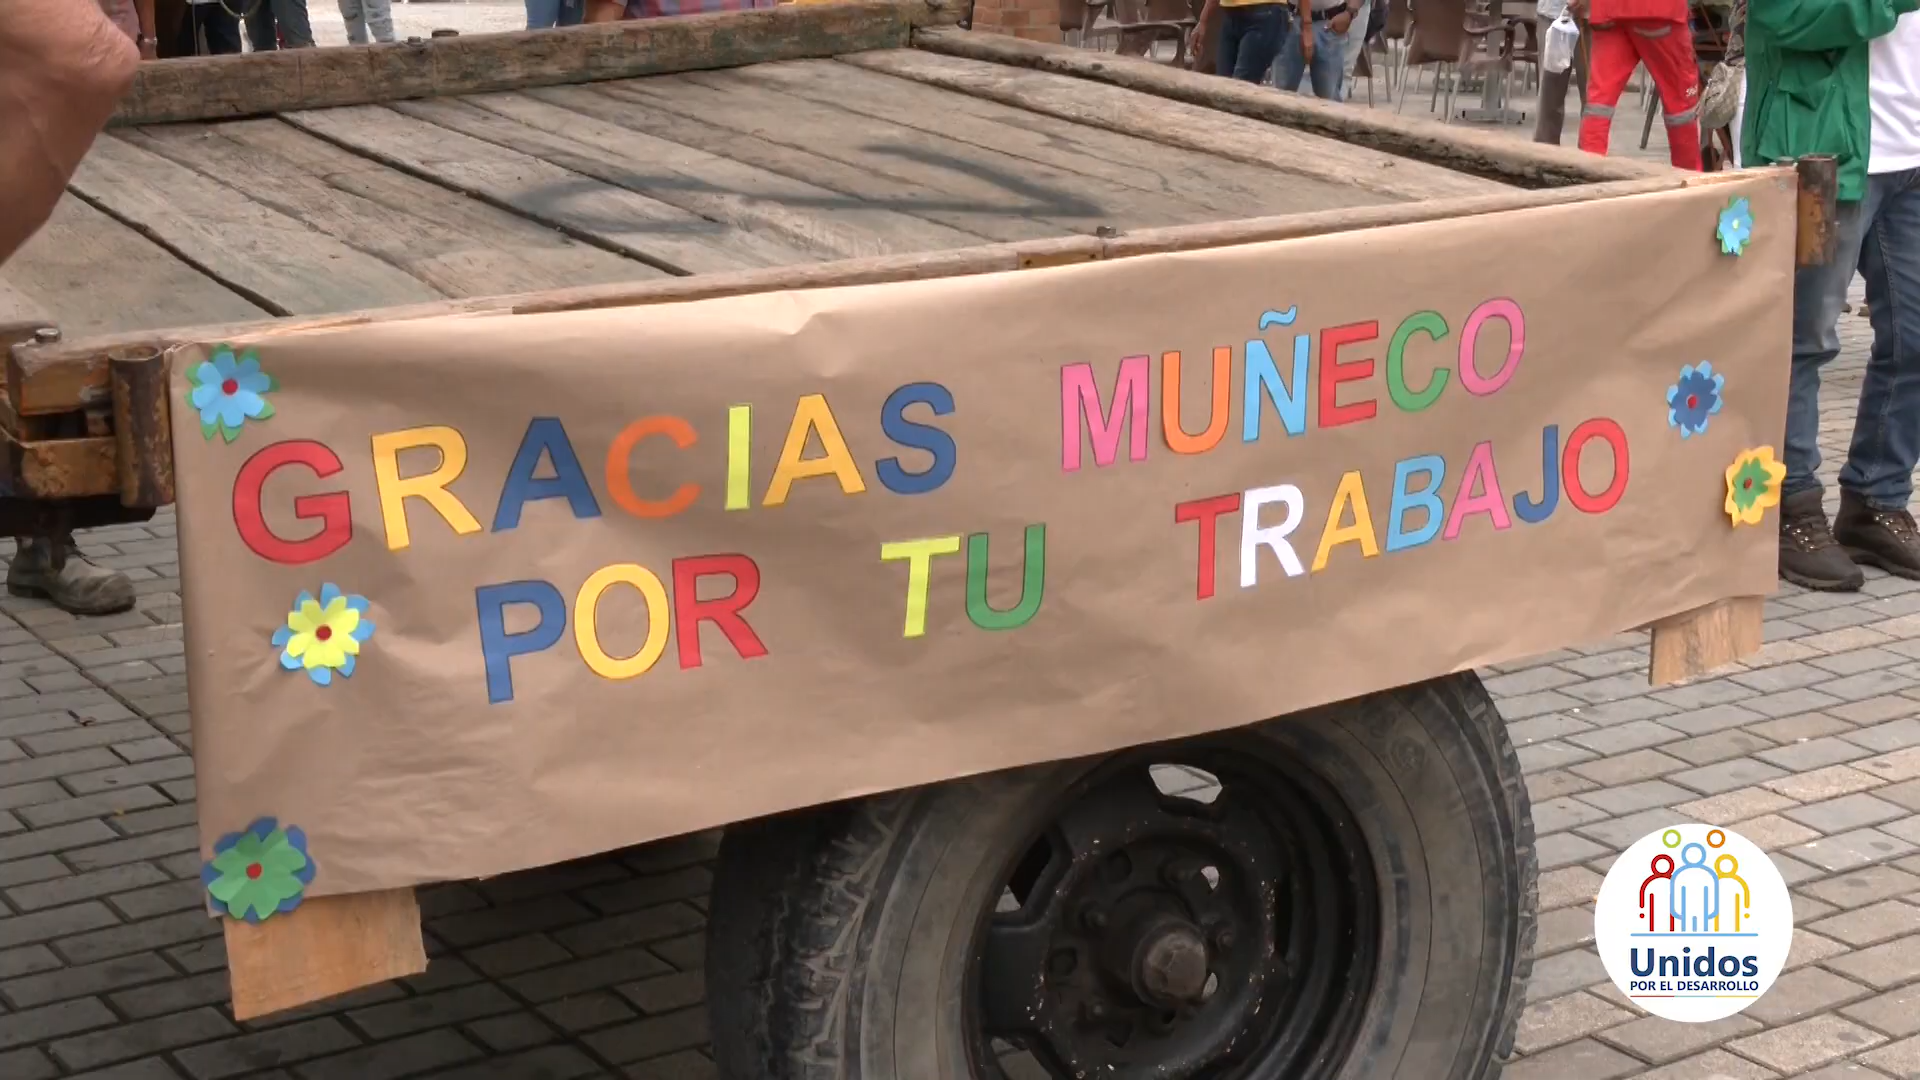 GRACIAS MUÑECO
POR TU TRABAJO
Unidos
POR EL DESARROLLO